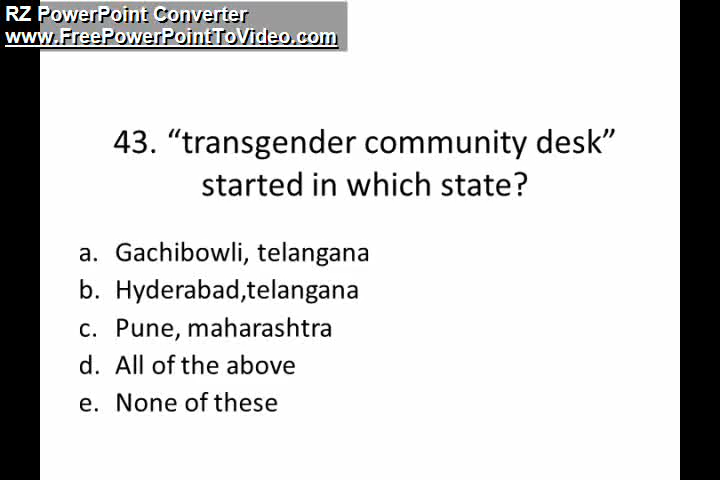 RZ PowerPoint Converter
www.FreePowerPointToVideo.com
43. “transgender community desk”
started in which state?
a. Gachibowli, telangana
b. Hyderabad,telangana
c. Pune, maharashtra
d. All of the above
e. None of these